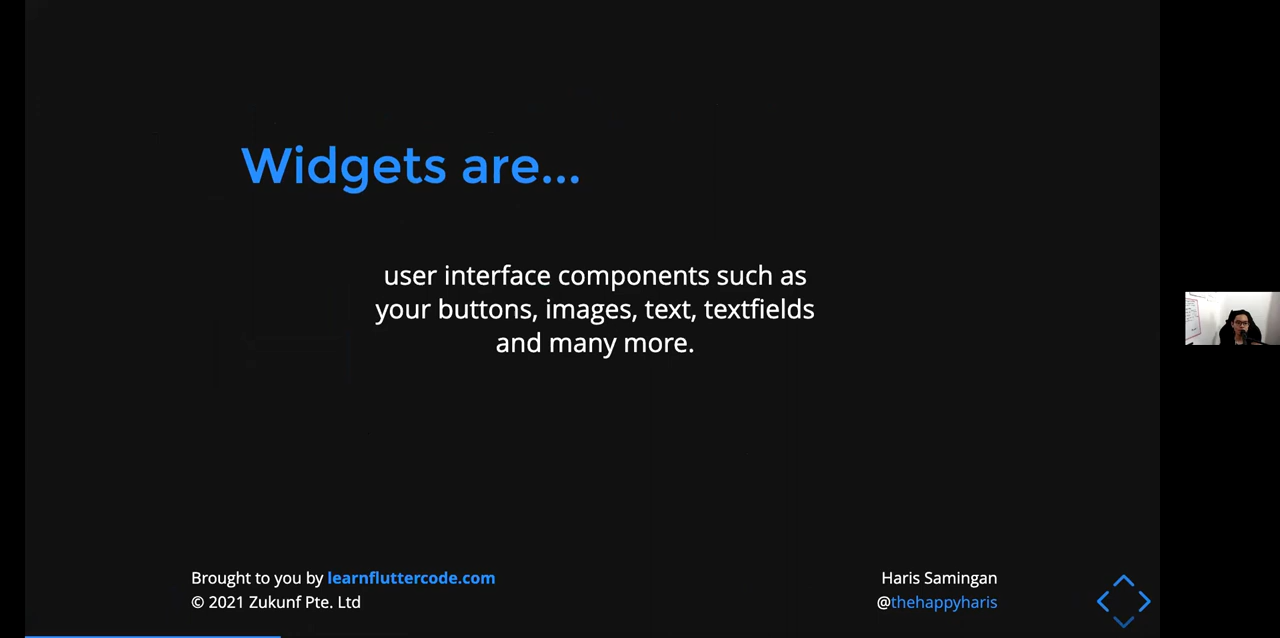 Widgets are...
user interface components such as
your buttons, images, text, textfields
and many more.
Brought to you by learnfluttercode.com
© 2021 Zukunf Pte. Ltd
Haris Samingan
@thehappyharis